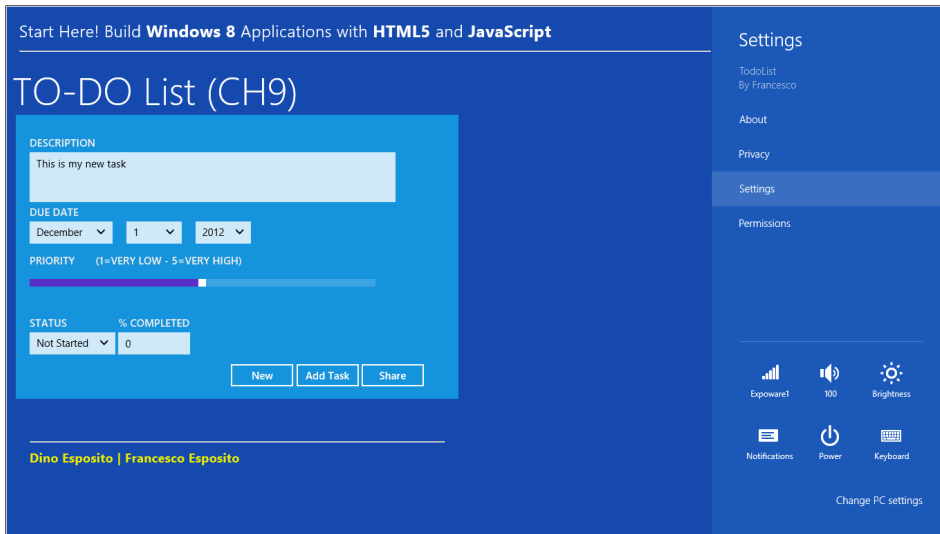 Start Here! Build Windows 8 Applications with HTML5 and JavaScript
TO-DO List (CH9)
DESCRIPTION
This is my new task
DUE DATE
December 1 2012
PRIORITY (1=VERY LOW - 5=VERY HIGH)
STATUS % COMPLETED
Not Started 0
New Add Task Share
Dino Esposito | Francesco Esposito
Settings
TodoList
By Francesco
About
Privacy
Settings
Permissions
Expoware1 100 Brightness
Notifications Power Keyboard
Change PC settings